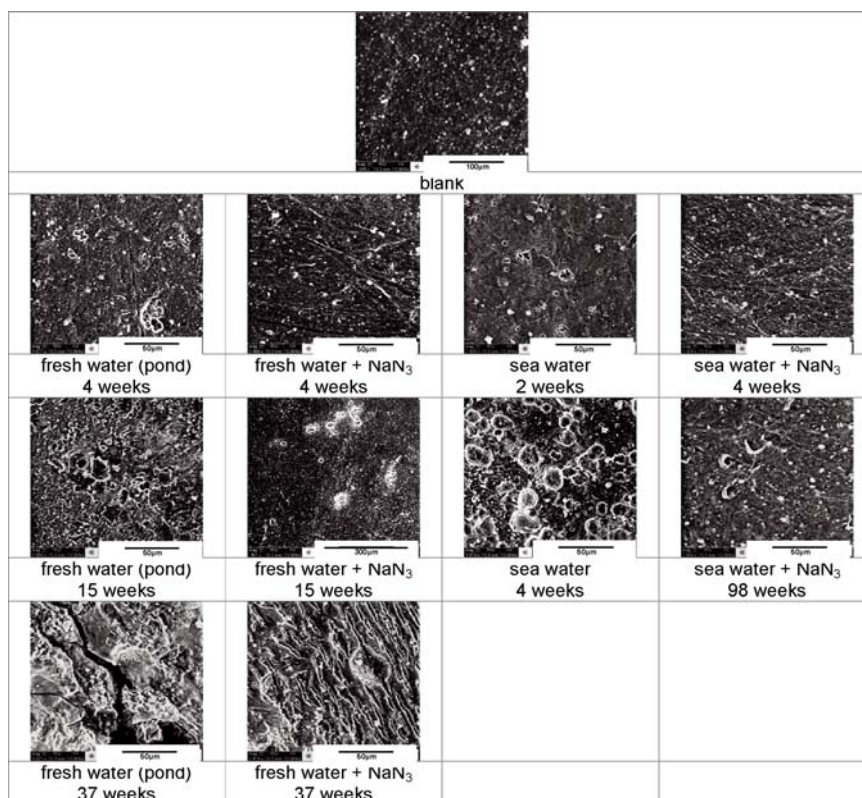 100µm
blank
50µm
50µm
50µm
50µm
fresh water (pond)
4 weeks
fresh water + NaN₃
4 weeks
sea water
2 weeks
sea water + NaN₃
4 weeks
50µm
300µm
50µm
50µm
fresh water (pond)
15 weeks
fresh water + NaN₃
15 weeks
sea water
4 weeks
sea water + NaN₃
98 weeks
50µm
50µm
fresh water (pond)
37 weeks
fresh water + NaN₃
37 weeks